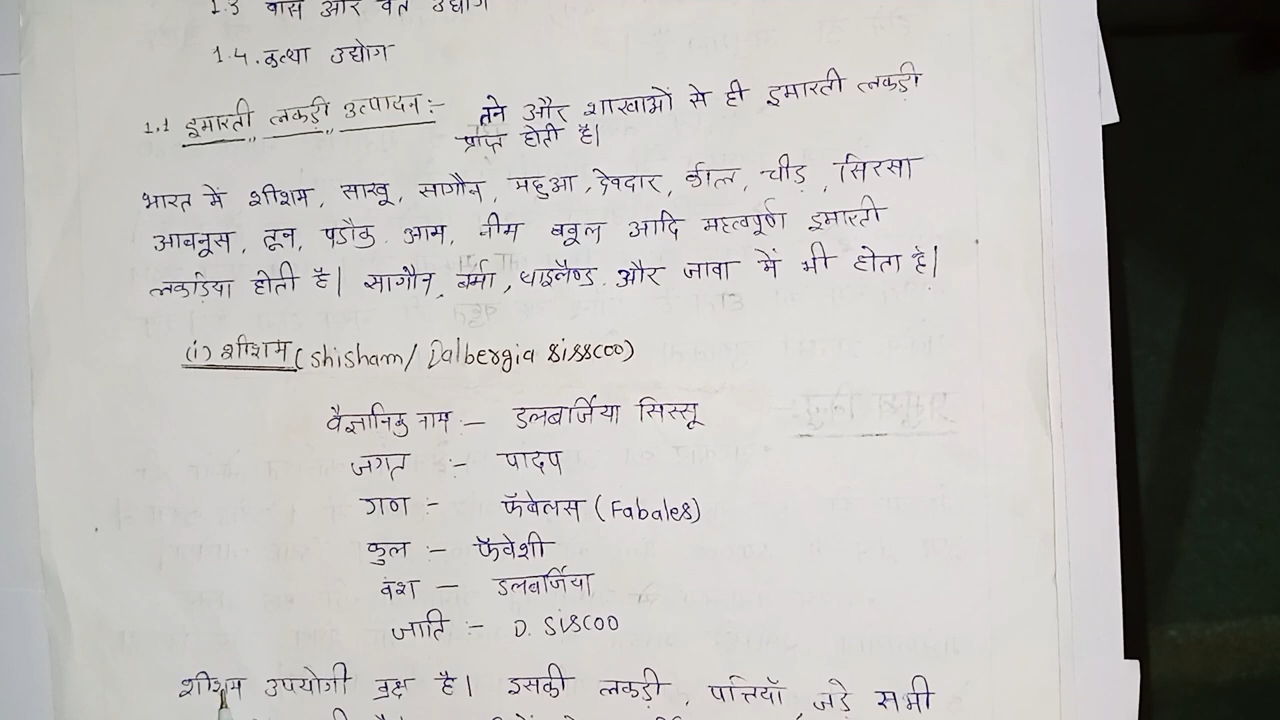 1.3 बांस और बेंत उद्योग
1.4. कत्था उद्योग
1.1 इमारती लकड़ी उत्पादन:- तने और शाखाओं से ही इमारती लकड़ी
प्राप्त होती है।
भारत में शीशम, साखू, सागौन, महुआ, देवदार, कैल, चीड़, सिरसा
आबनूस, तून, पडौक, आम, नीम बबूल आदि महत्वपूर्ण इमारती
लकड़िया होती है। सागौन, बर्मा, थाइलैण्ड. और जावा में भी होता है।
(i) शीशम (Shisham/ Dalbergia sisscoo)
वैज्ञानिक नाम :- डलबर्जिया सिस्सू
जगत् :- पादप
गण :- फॅबेलस (Fabales)
कुल :- फॅबेशी
वंश - डलबर्जिया
जाति :- D. siscoo
शीशम उपयोगी वृक्ष है। इसकी लकड़ी, पत्तियाँ, जड़े सभी